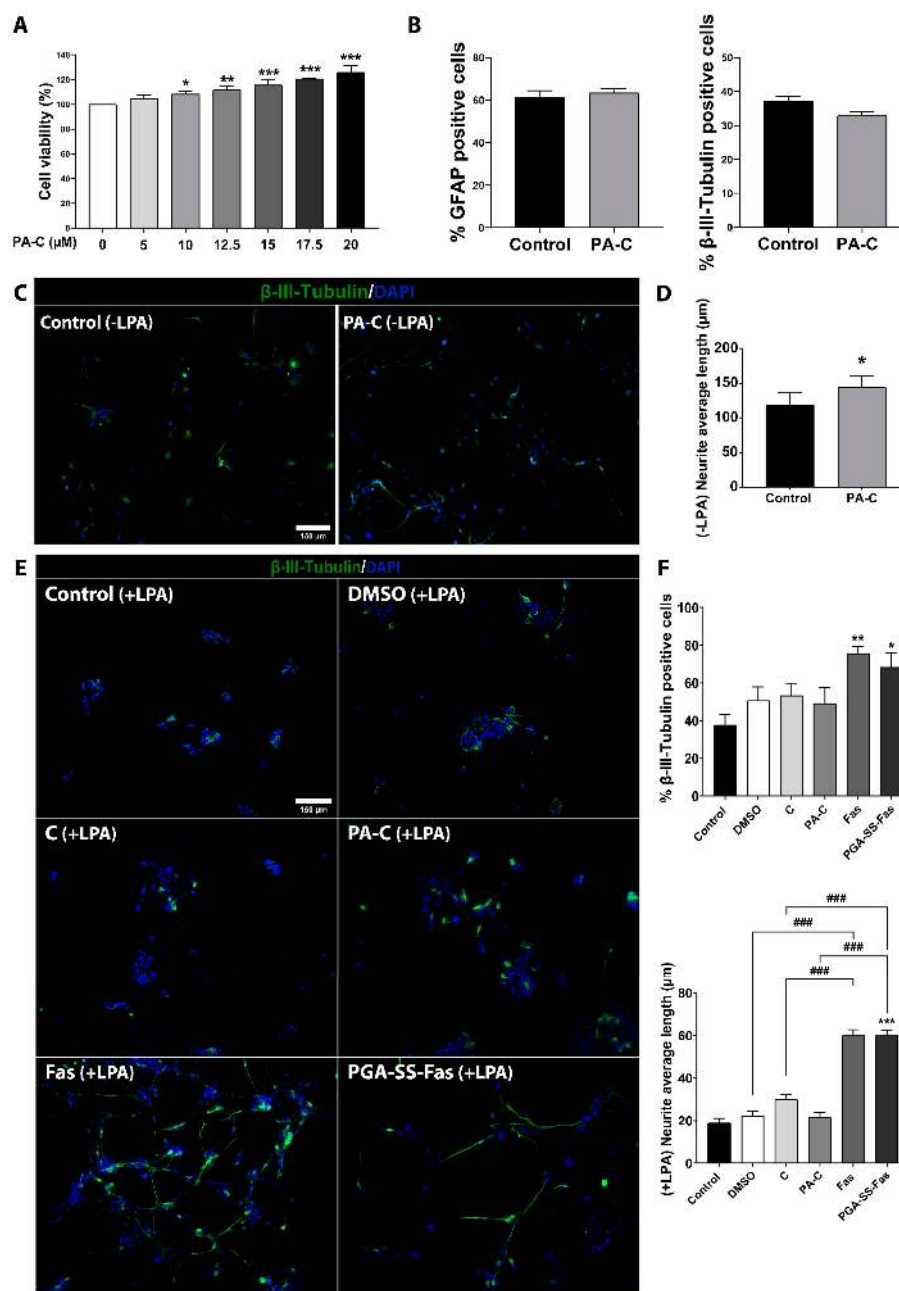 A
Cell viability (%)
140
120
100
80
60
40
20
0
* ** *** *** ***
PA-C (µM) 0 5 10 12.5 15 17.5 20
B
% GFAP positive cells
80
60
40
20
0
Control PA-C
% β-III-Tubulin positive cells
50
40
30
20
10
0
Control PA-C
C
β-III-Tubulin/DAPI
Control (-LPA)
PA-C (-LPA)
150 µm
D
(-LPA) Neurite average length (µm)
200
150
100
50
0
*
Control PA-C
E
β-III-Tubulin/DAPI
Control (+LPA)
DMSO (+LPA)
150 µm
C (+LPA)
PA-C (+LPA)
Fas (+LPA)
PGA-SS-Fas (+LPA)
F
% β-III-Tubulin positive cells
100
80
60
40
20
0
** *
Control DMSO C PA-C Fas PGA-SS-Fas
(+LPA) Neurite average length (µm)
80
60
40
20
0
###
###
###
###
***
Control DMSO C PA-C Fas PGA-SS-Fas